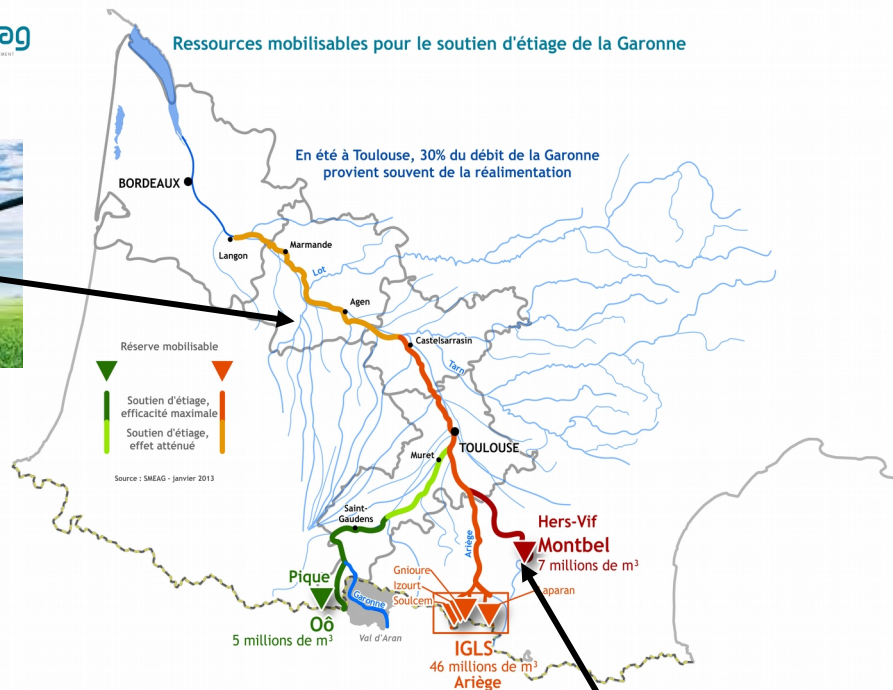 ag
Ressources mobilisables pour le soutien d'étiage de la Garonne
En été à Toulouse, 30% du débit de la Garonne
provient souvent de la réalimentation
BORDEAUX
Langon
Marmande
Lot
Agen
Castelsarrasin
Tarn
Réserve mobilisable
Soutien d'étiage,
efficacité maximale
Soutien d'étiage,
effet atténué
Source : SMEAG - janvier 2013
TOULOUSE
Muret
Saint-
Gaudens
Ariège
Hers-Vif
Montbel
7 millions de m³
Pique
Oô
5 millions de m³
Garonne
Val d'Aran
Gnioure
Izourt
Soulcem
aparan
IGLS
46 millions de m³
Ariège